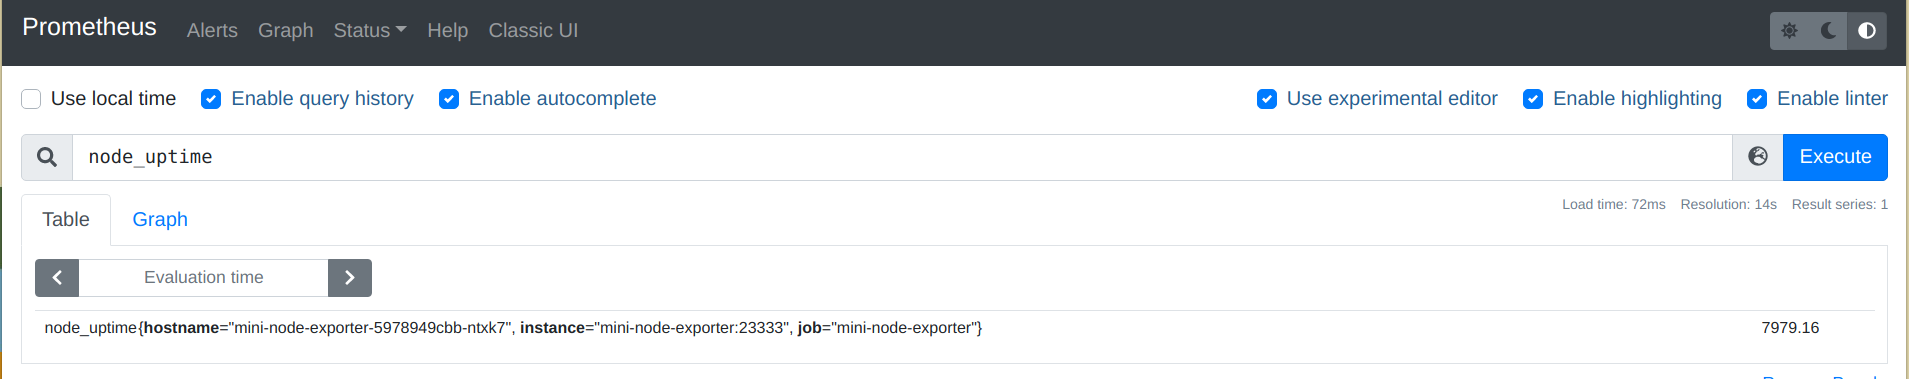 Prometheus Alerts Graph Status Help Classic UI
Use local time Enable query history Enable autocomplete Use experimental editor Enable highlighting Enable linter
node_uptime Execute
Table Graph Load time: 72ms Resolution: 14s Result series: 1
Evaluation time
node_uptime{hostname="mini-node-exporter-5978949cbb-ntxk7", instance="mini-node-exporter:23333", job="mini-node-exporter"} 7979.16